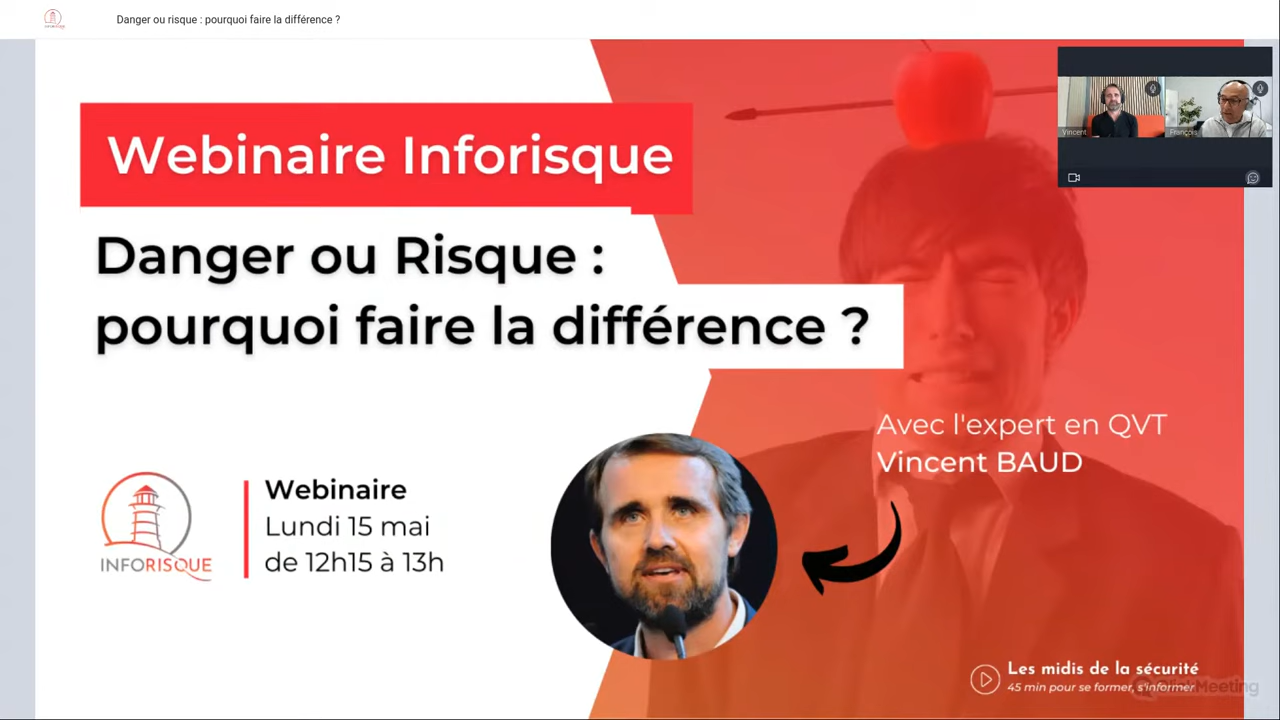 Danger ou risque : pourquoi faire la différence ?
Webinaire Inforisque
Danger ou Risque :
pourquoi faire la différence ?
Vincent
François
Avec l'expert en QVT
Vincent BAUD
Webinaire
Lundi 15 mai
de 12h15 à 13h
INFORISQUE
Les midis de la sécurité
45 min pour se former, s'informer
ClickMeeting